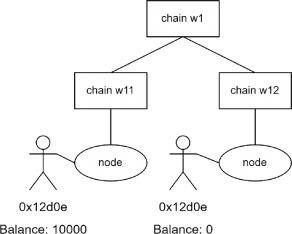 chain w1
chain w11
chain w12
node
node
0x12d0e
0x12d0e
Balance: 10000
Balance: 0